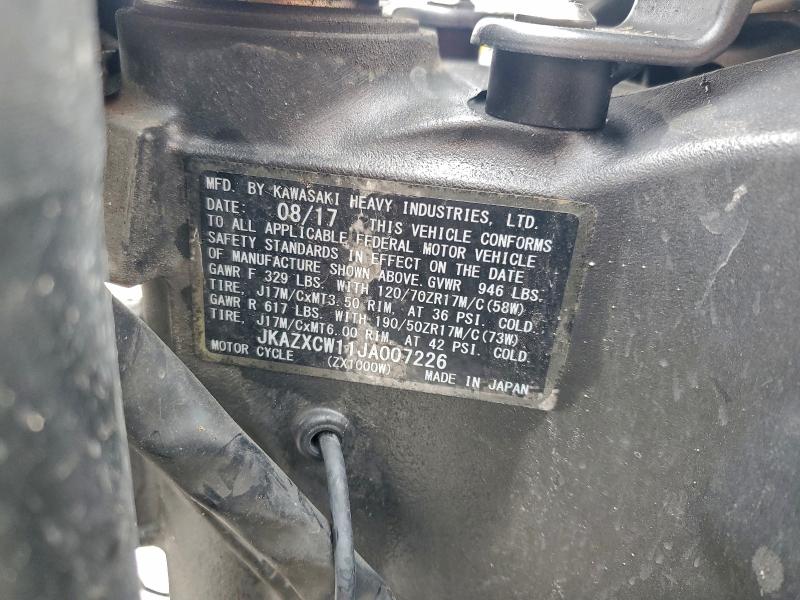 MFD. BY KAWASAKI HEAVY INDUSTRIES, LTD.
DATE: 08/17 THIS VEHICLE CONFORMS
TO ALL APPLICABLE FEDERAL MOTOR VEHICLE
SAFETY STANDARDS IN EFFECT ON THE DATE
OF MANUFACTURE SHOWN ABOVE. GVWR 946 LBS.
GAWR F 329 LBS. WITH 120/70ZR17M/C(58W)
TIRE, J17M/CxMT3.50 RIM. AT 36 PSI. COLD.
GAWR R 617 LBS. WITH 190/50ZR17M/C(73W)
TIRE, J17M/CxMT6.00 RIM. AT 42 PSI. COLD.
JKAZXCW11JA007226
MOTOR CYCLE (ZX1000W) MADE IN JAPAN